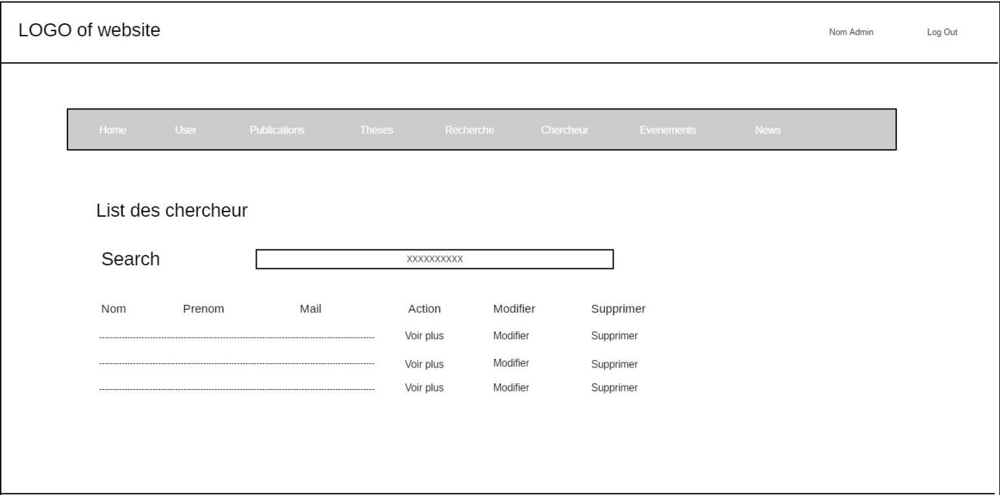 LOGO of website Nom Admin Log Out
Home User Publications Theses Recherche Chercheur Evenements News
List des chercheur
Search XXXXXXXXXX
Nom Prenom Mail Action Modifier Supprimer
Voir plus Modifier Supprimer
Voir plus Modifier Supprimer
Voir plus Modifier Supprimer